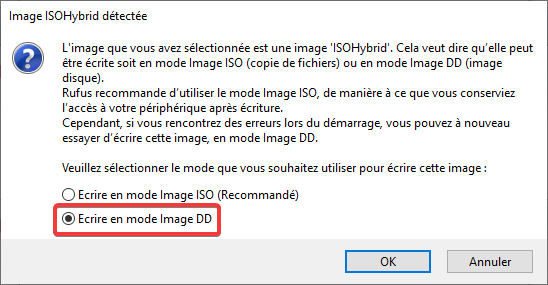 Image ISOHybrid détectée
L'image que vous avez sélectionnée est une image 'ISOHybrid'. Cela veut dire qu'elle peut
être écrite soit en mode Image ISO (copie de fichiers) ou en mode Image DD (image
disque).
Rufus recommande d'utiliser le mode Image ISO, de manière à ce que vous conserviez
l'accès à votre périphérique après écriture.
Cependant, si vous rencontrez des erreurs lors du démarrage, vous pouvez à nouveau
essayer d'écrire cette image, en mode Image DD.
Veuillez sélectionner le mode que vous souhaitez utiliser pour écrire cette image :
Ecrire en mode Image ISO (Recommandé)
Ecrire en mode Image DD
OK
Annuler